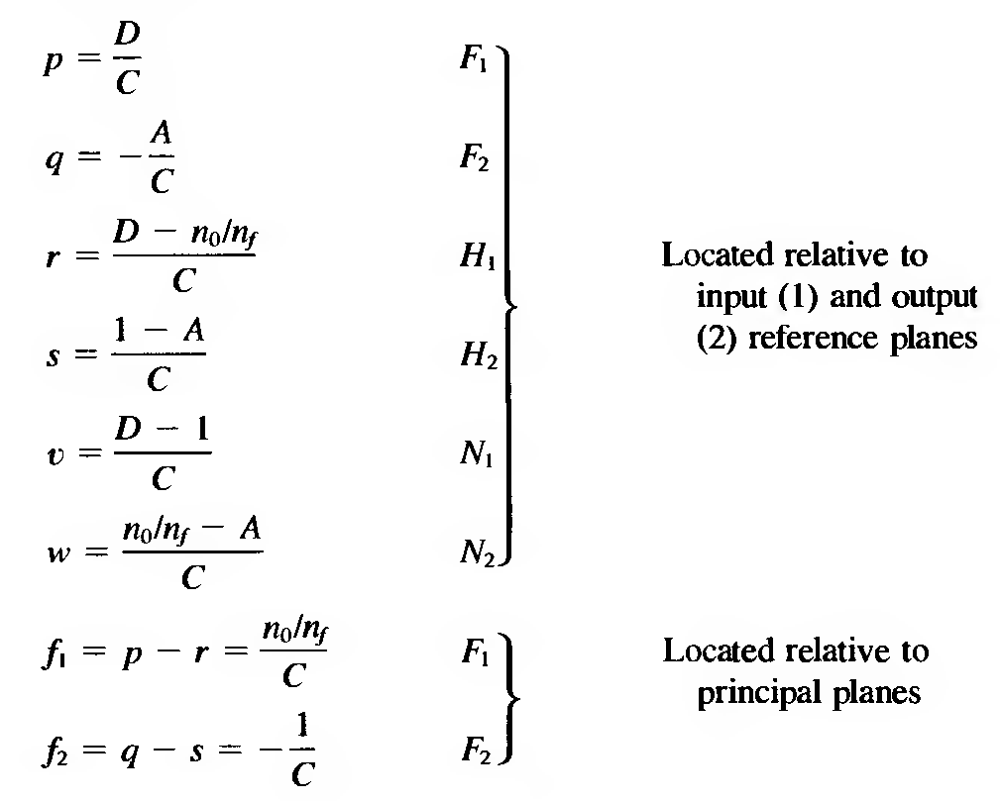 p = D/C F₁
q = −A/C F₂
r = (D − n₀/n_f)/C H₁ Located relative to
input (1) and output
s = (1 − A)/C H₂ (2) reference planes
v = (D − 1)/C N₁
w = (n₀/n_f − A)/C N₂
f₁ = p − r = (n₀/n_f)/C F₁ Located relative to
principal planes
f₂ = q − s = −1/C F₂